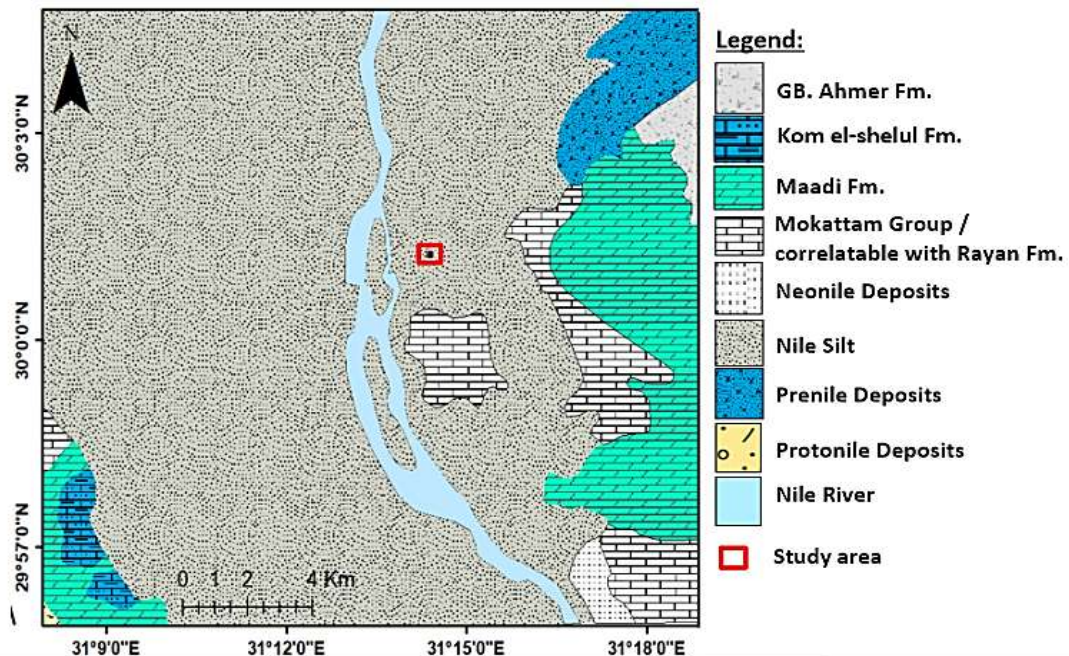 N
30°3'0"N
30°0'0"N
29°57'0"N
0 1 2 4 Km
31°9'0"E 31°12'0"E 31°15'0"E 31°18'0"E
Legend:
GB. Ahmer Fm.
Kom el-shelul Fm.
Maadi Fm.
Mokattam Group /
correlatable with Rayan Fm.
Neonile Deposits
Nile Silt
Prenile Deposits
Protonile Deposits
Nile River
Study area